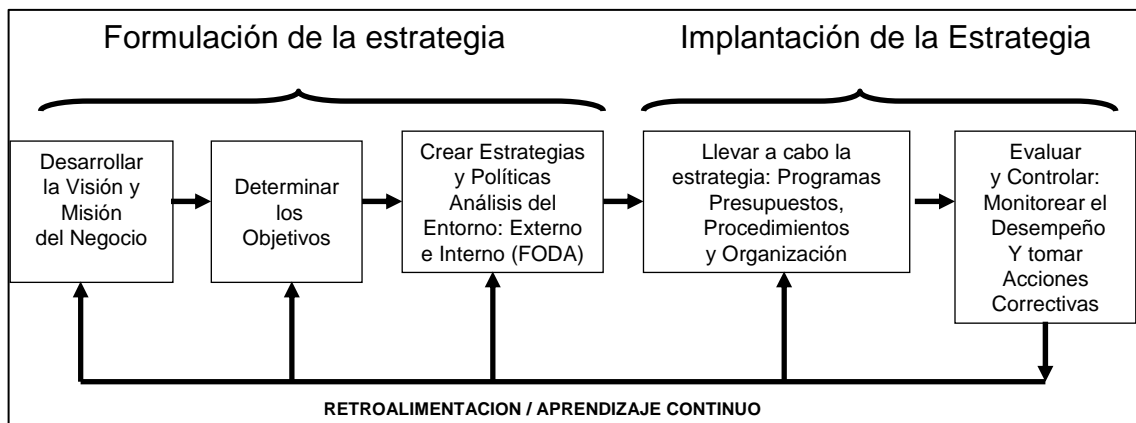 Formulación de la estrategia
Implantación de la Estrategia
Desarrollar
la Visión y
Misión
del Negocio
Determinar
los
Objetivos
Crear Estrategias
y Políticas
Análisis del
Entorno: Externo
e Interno (FODA)
Llevar a cabo la
estrategia: Programas
Presupuestos,
Procedimientos
y Organización
Evaluar
y Controlar:
Monitorear el
Desempeño
Y tomar
Acciones
Correctivas
RETROALIMENTACION / APRENDIZAJE CONTINUO